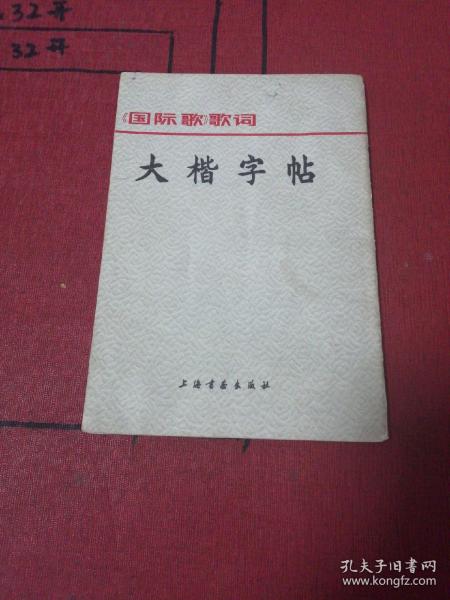 32开
32开
《国际歌》歌词
大楷字帖
上海书画出版社
孔夫子旧书网
www.kongfz.com